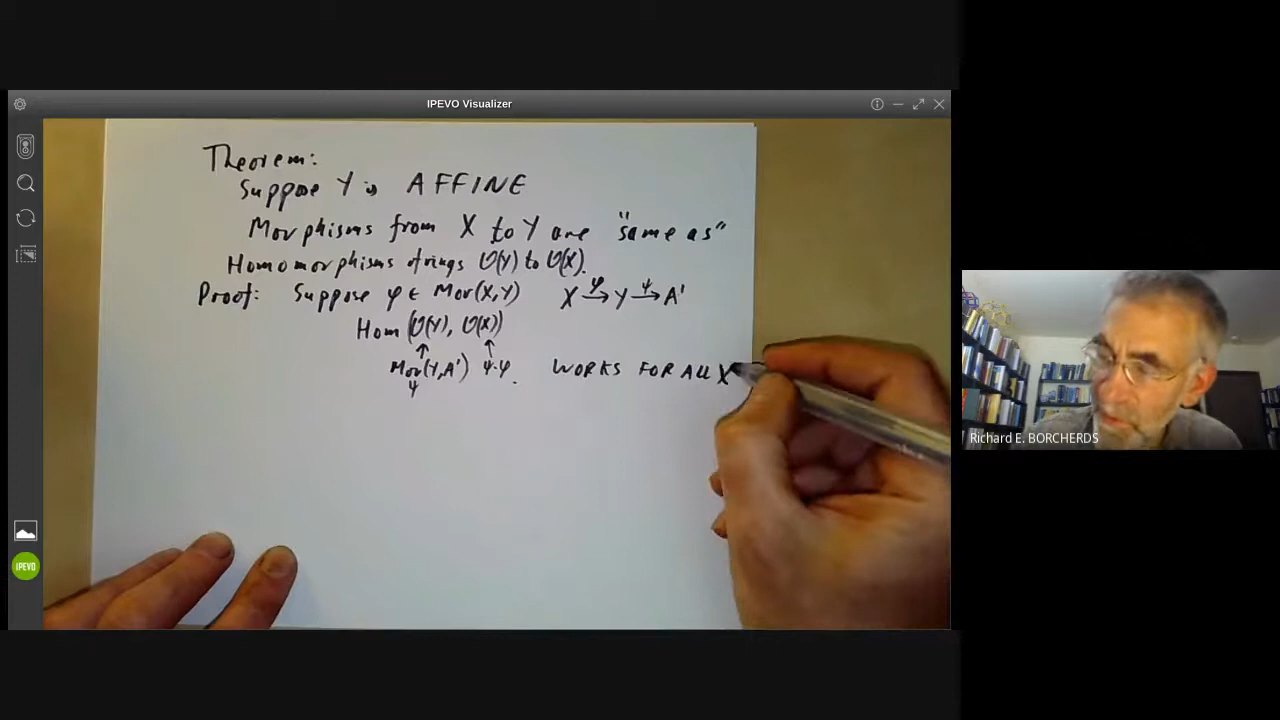 IPEVO Visualizer
Theorem:
Suppose Y is AFFINE
Morphisms from X to Y are "same as"
Homomorphisms of rings O(Y) to O(X).
Proof: Suppose φ ∈ Mor(X,Y) X →φ Y →ψ A¹
Hom (O(Y), O(X))
↑ ↑
Mor(Y,A¹) ψ·φ. WORKS FOR ALL X
ψ
IPEVO
Richard E. BORCHERDS